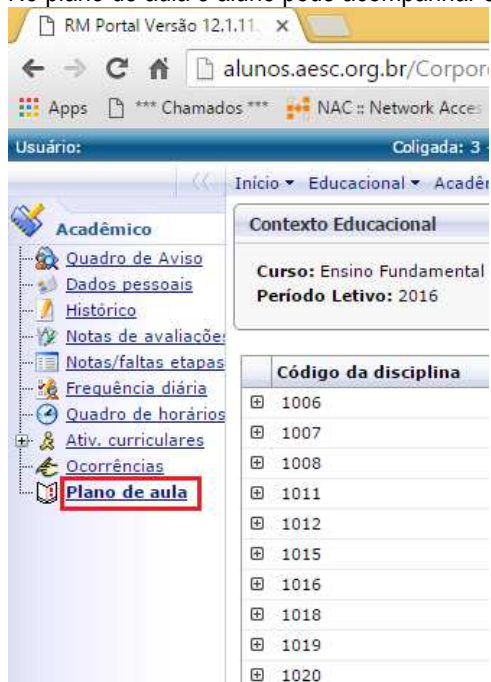 RM Portal Versão 12.1.11.
alunos.aesc.org.br/Corpor
Apps *** Chamados *** NAC :: Network Acces
Usuário: Coligada: 3
Início Educacional Acadêr
Acadêmico
Quadro de Aviso
Dados pessoais
Histórico
Notas de avaliações
Notas/faltas etapas
Frequência diária
Quadro de horários
Ativ. curriculares
Ocorrências
Plano de aula
Contexto Educacional
Curso: Ensino Fundamental
Período Letivo: 2016
Código da disciplina
1006
1007
1008
1011
1012
1015
1016
1018
1019
1020